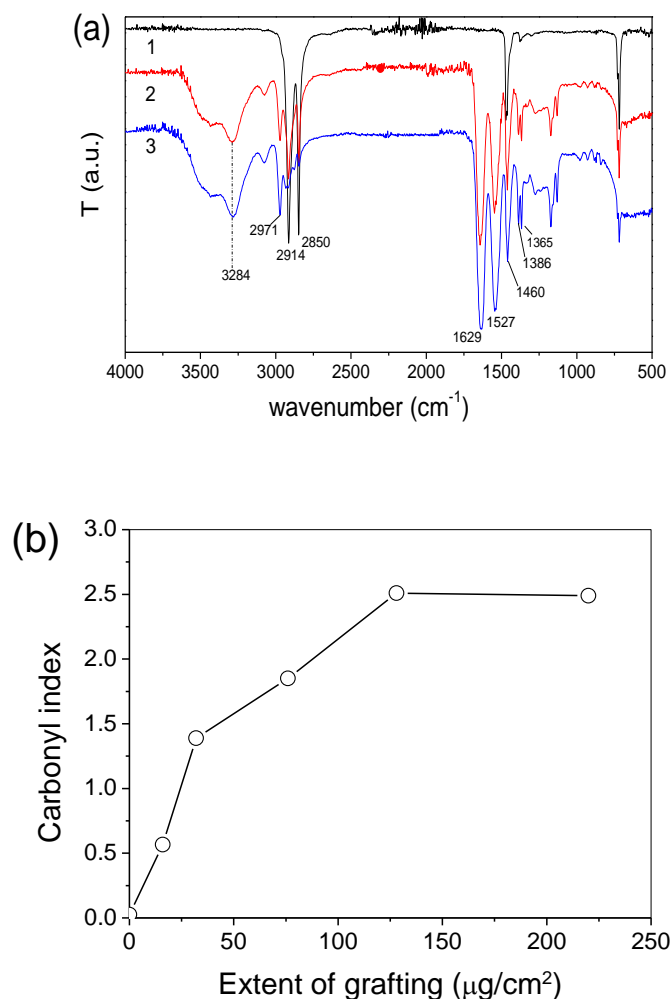 (a)
1
2
3
T (a.u.)
3284
2971
2914
2850
1629
1527
1460
1386
1365
4000 3500 3000 2500 2000 1500 1000 500
wavenumber (cm⁻¹)
(b)
3.0
2.5
2.0
1.5
1.0
0.5
0.0
Carbonyl index
0 50 100 150 200 250
Extent of grafting (μg/cm²)